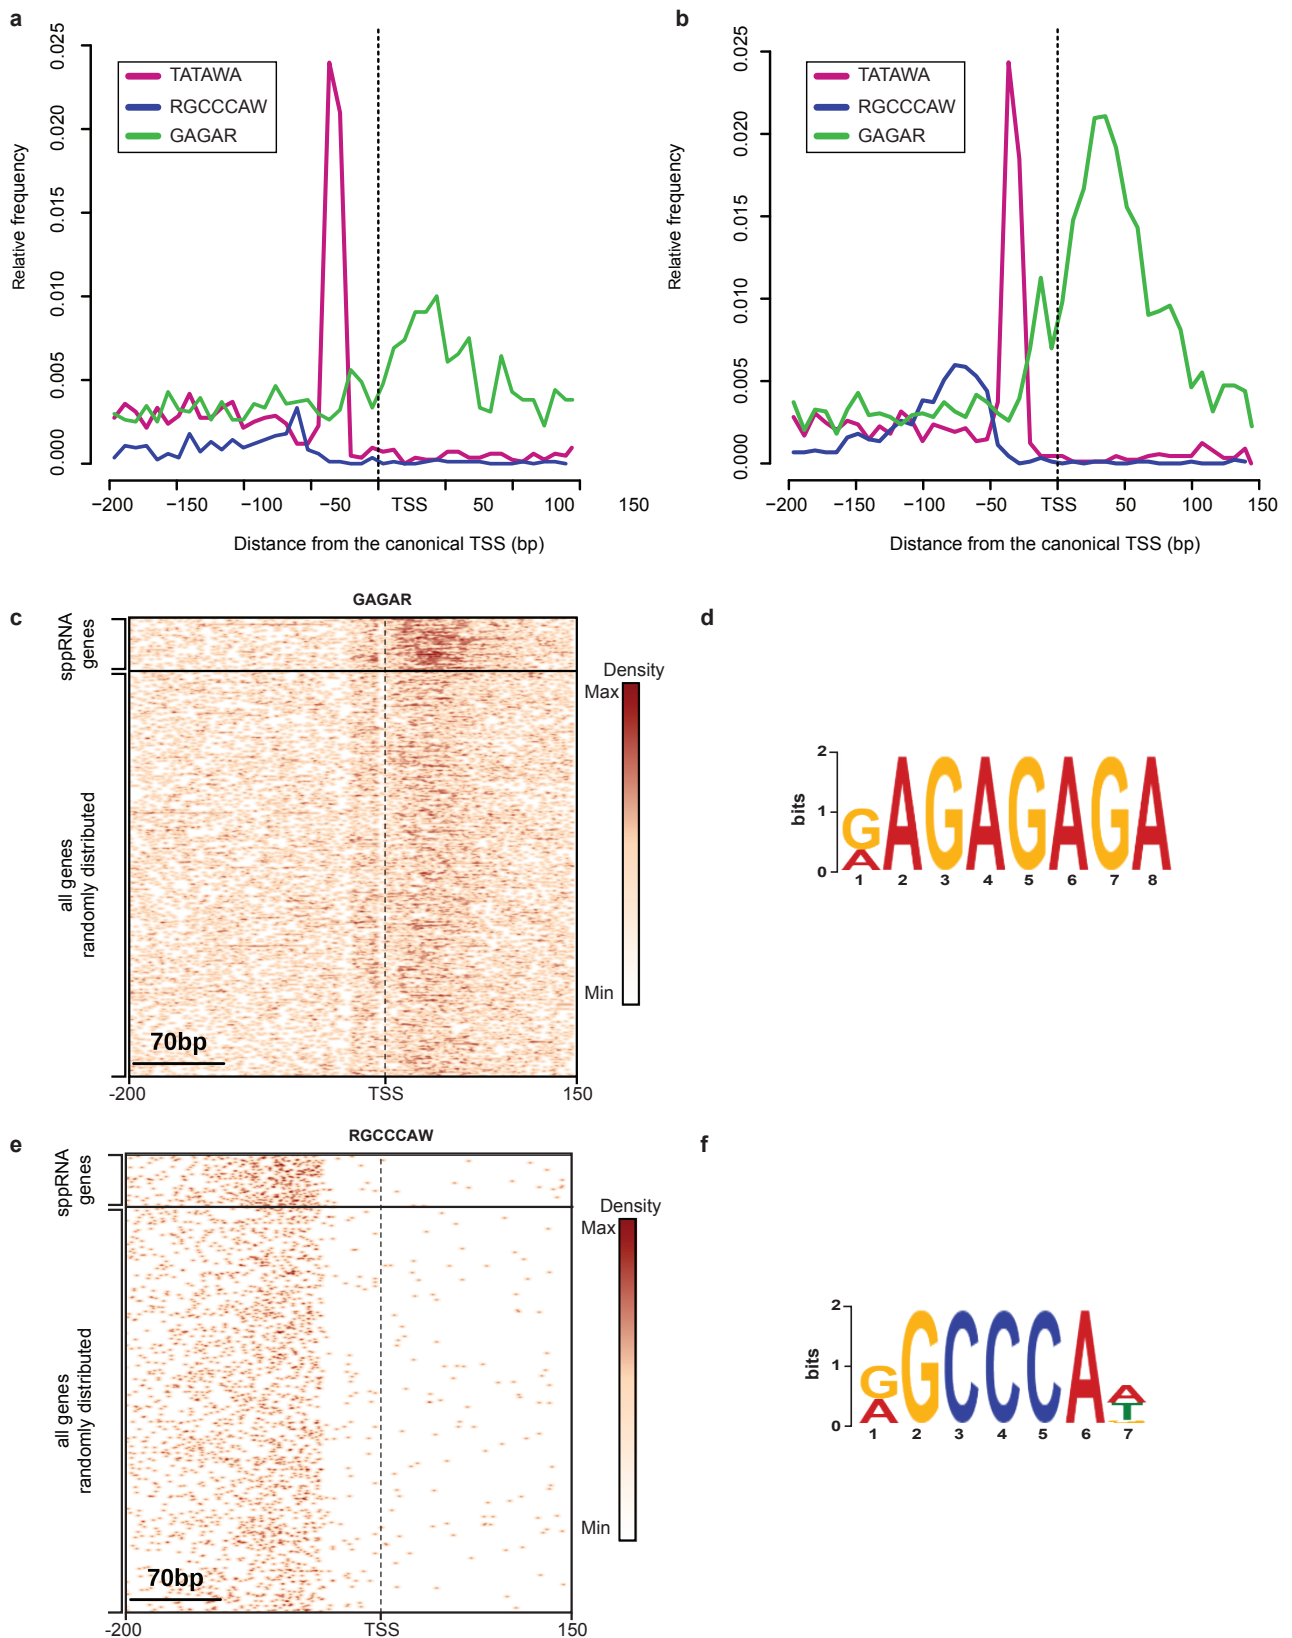 a
0.025
0.020
0.015
0.010
0.005
0.000
Relative frequency
TATAWA
RGCCCAW
GAGAR
−200
−150
−100
−50
TSS
50
100
150
Distance from the canonical TSS (bp)
b
0.025
0.020
0.015
0.010
0.005
0.000
Relative frequency
TATAWA
RGCCCAW
GAGAR
−200
−150
−100
−50
TSS
50
100
150
Distance from the canonical TSS (bp)
c
GAGAR
sppRNA
genes
all genes
randomly distributed
70bp
-200
TSS
150
Density
Max
Min
d
bits
2
1
0
GAGAGAGA
A
1 2 3 4 5 6 7 8
e
RGCCCAW
sppRNA
genes
all genes
randomly distributed
70bp
-200
TSS
150
Density
Max
Min
f
bits
2
1
0
GGCCCAA
A T
1 2 3 4 5 6 7